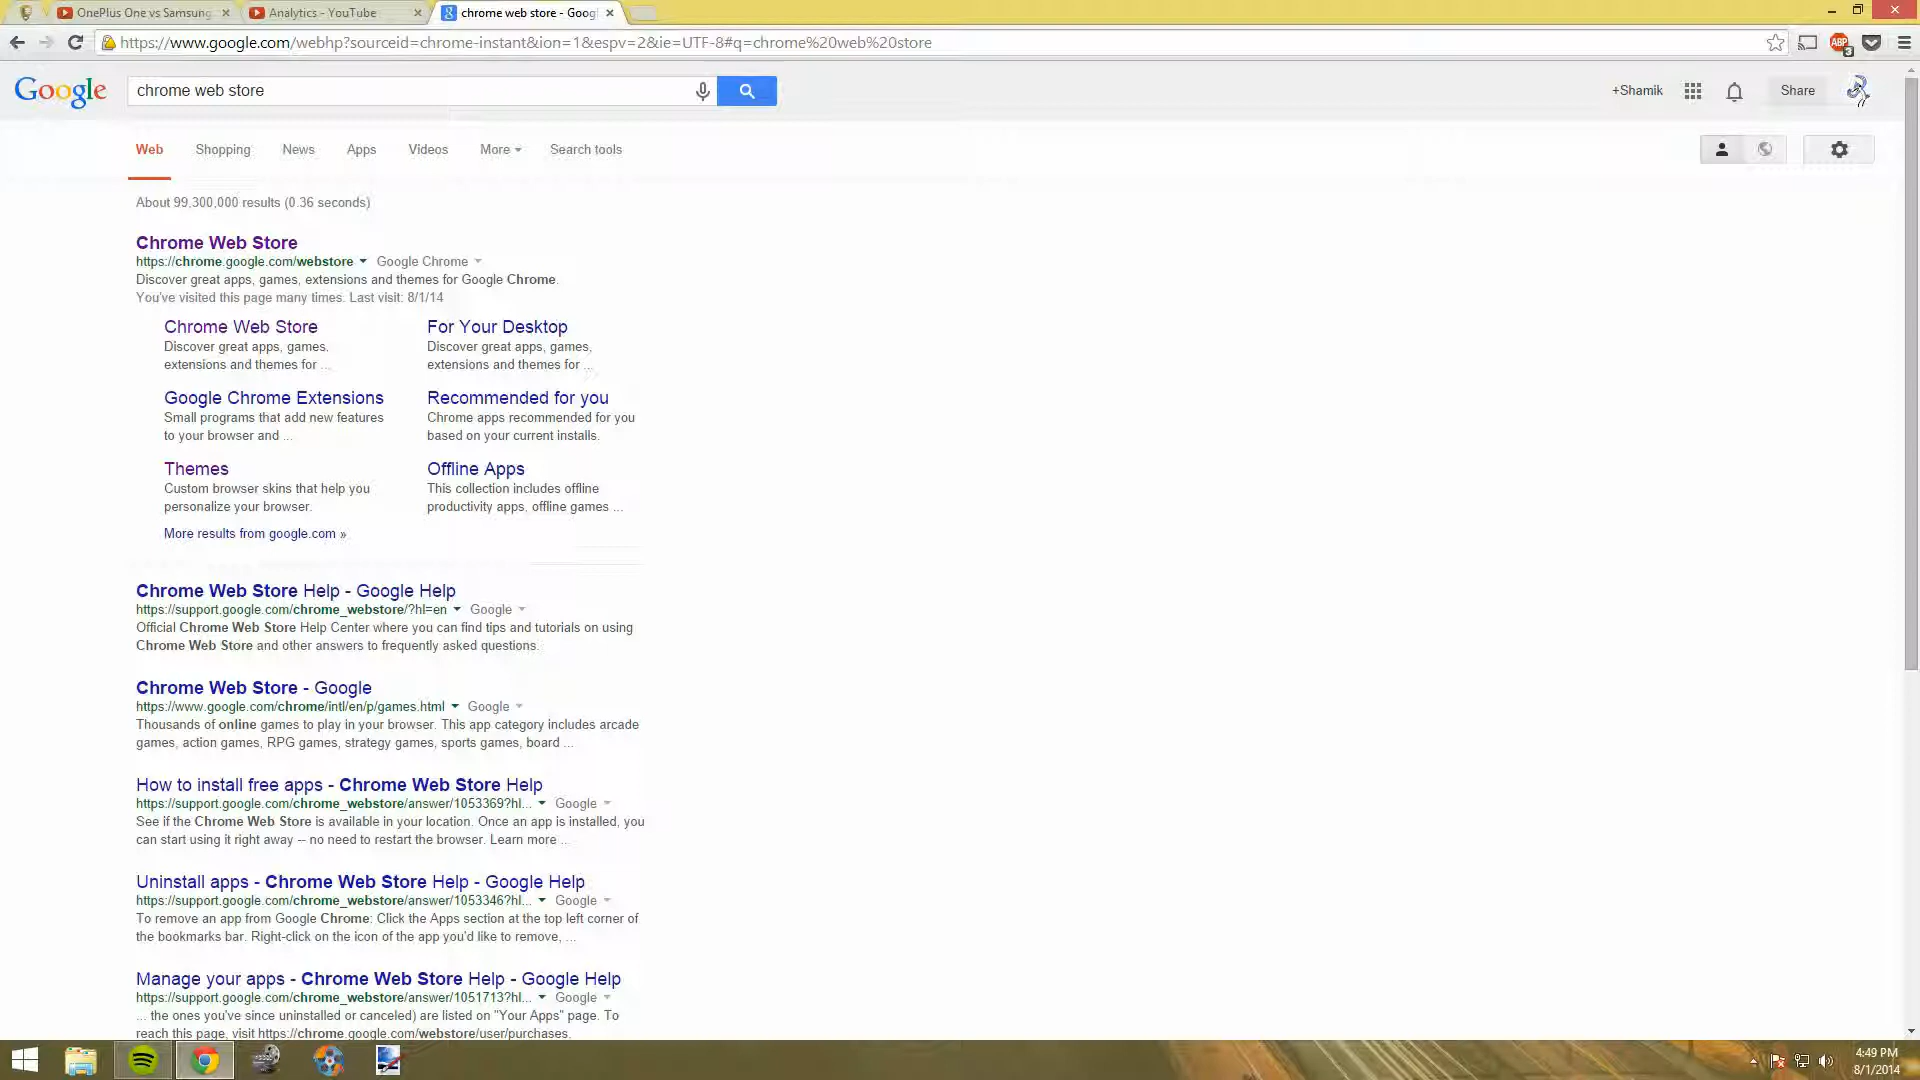 OnePlus One vs Samsung
Analytics - YouTube
chrome web store - Goog
https://www.google.com/webhp?sourceid=chrome-instant&ion=1&espv=2&ie=UTF-8#q=chrome%20web%20store
ABP
3
Google
chrome web store
+Shamik
Share
Web
Shopping
News
Apps
Videos
More
Search tools
About 99,300,000 results (0.36 seconds)
Chrome Web Store
https://chrome.google.com/webstore Google Chrome
Discover great apps, games, extensions and themes for Google Chrome.
You've visited this page many times. Last visit: 8/1/14
Chrome Web Store
Discover great apps, games,
extensions and themes for ...
For Your Desktop
Discover great apps, games,
extensions and themes for ...
Google Chrome Extensions
Small programs that add new features
to your browser and ...
Recommended for you
Chrome apps recommended for you
based on your current installs.
Themes
Custom browser skins that help you
personalize your browser.
Offline Apps
This collection includes offline
productivity apps, offline games ...
More results from google.com »
Chrome Web Store Help - Google Help
https://support.google.com/chrome_webstore/?hl=en Google
Official Chrome Web Store Help Center where you can find tips and tutorials on using
Chrome Web Store and other answers to frequently asked questions.
Chrome Web Store - Google
https://www.google.com/chrome/intl/en/p/games.html Google
Thousands of online games to play in your browser. This app category includes arcade
games, action games, RPG games, strategy games, sports games, board ...
How to install free apps - Chrome Web Store Help
https://support.google.com/chrome_webstore/answer/1053369?hl... Google
See if the Chrome Web Store is available in your location. Once an app is installed, you
can start using it right away -- no need to restart the browser. Learn more ...
Uninstall apps - Chrome Web Store Help - Google Help
https://support.google.com/chrome_webstore/answer/1053346?hl... Google
To remove an app from Google Chrome: Click the Apps section at the top left corner of
the bookmarks bar. Right-click on the icon of the app you'd like to remove, ...
Manage your apps - Chrome Web Store Help - Google Help
https://support.google.com/chrome_webstore/answer/1051713?hl... Google
... the ones you've since uninstalled or canceled) are listed on "Your Apps" page. To
reach this page, visit https://chrome.google.com/webstore/user/purchases.
4:49 PM
8/1/2014